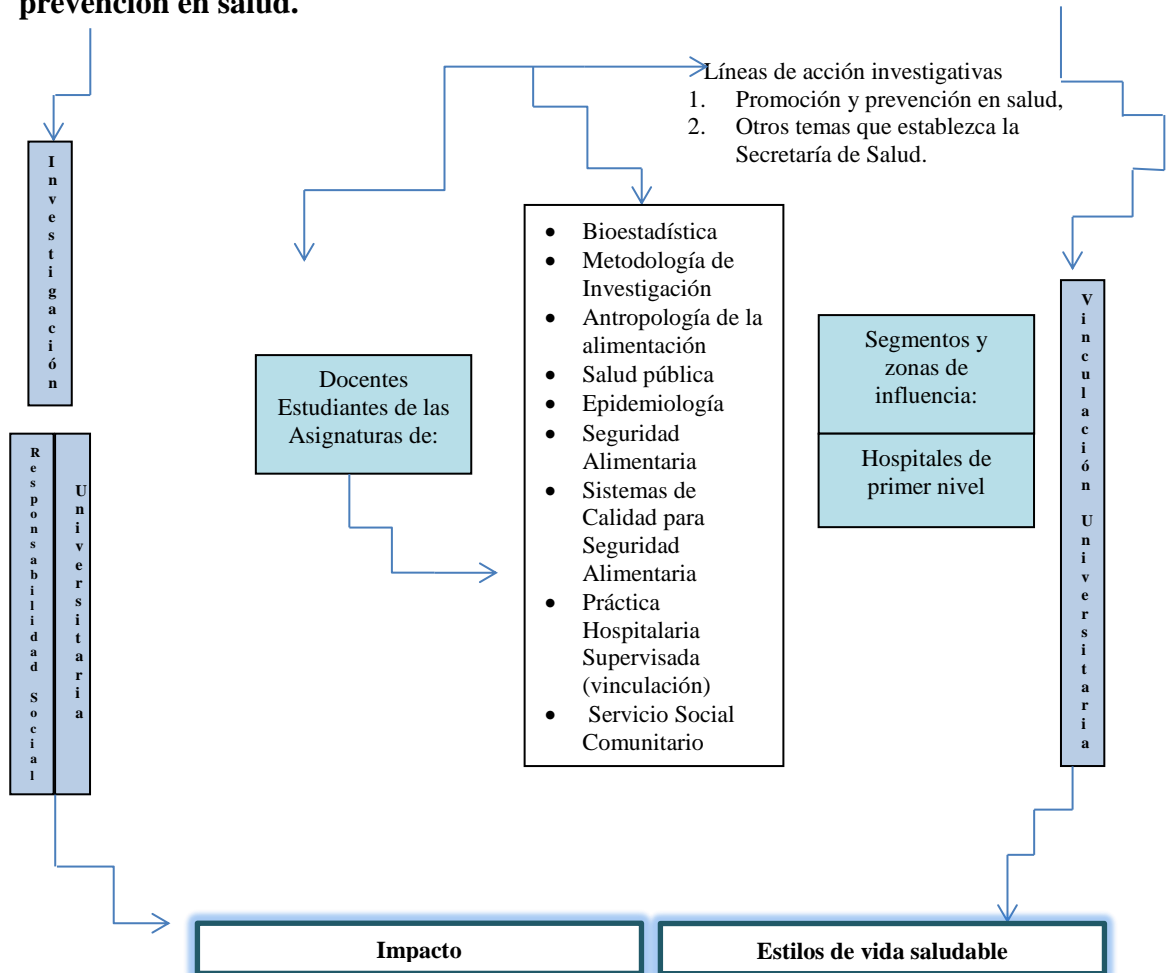 prevención en salud.
Líneas de acción investigativas
1. Promoción y prevención en salud,
2. Otros temas que establezca la
Secretaría de Salud.
Investigación
Responsabilidad Social
Universitaria
Docentes
Estudiantes de las
Asignaturas de:
• Bioestadística
• Metodología de
Investigación
• Antropología de la
alimentación
• Salud pública
• Epidemiología
• Seguridad
Alimentaria
• Sistemas de
Calidad para
Seguridad
Alimentaria
• Práctica
Hospitalaria
Supervisada
(vinculación)
• Servicio Social
Comunitario
Segmentos y
zonas de
influencia:
Hospitales de
primer nivel
Vinculación Universitaria
Impacto
Estilos de vida saludable